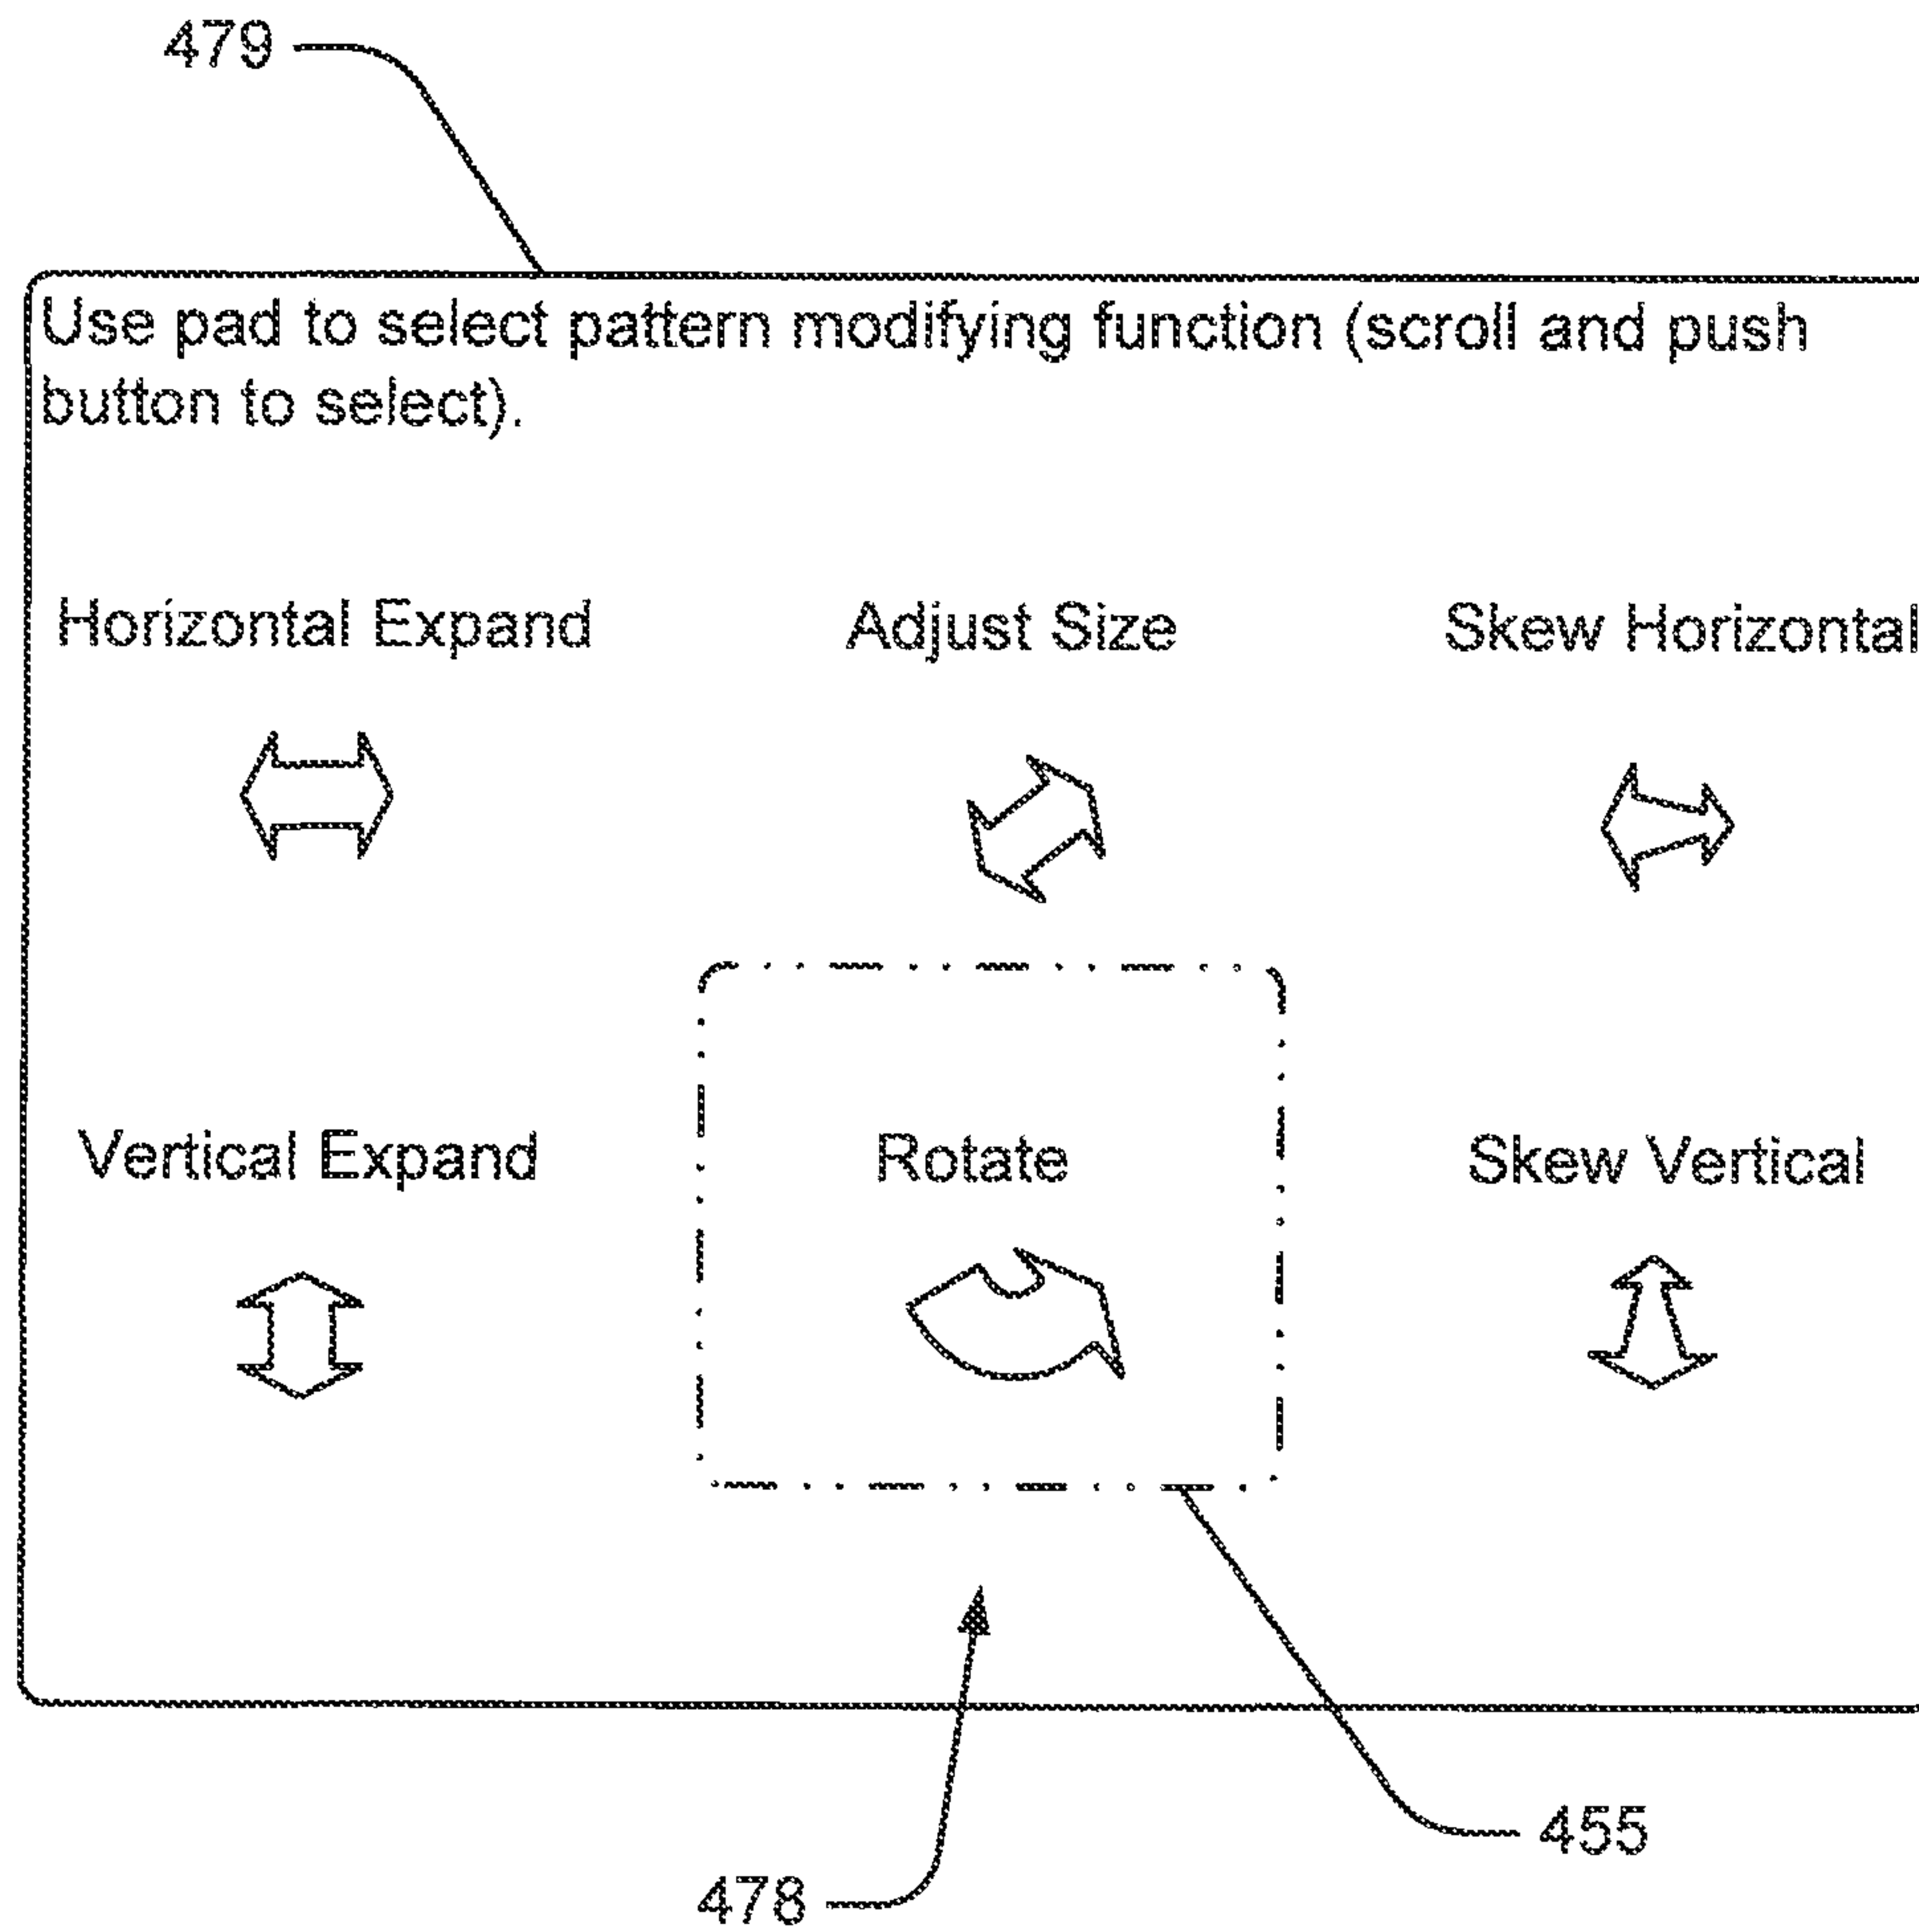 479
Use pad to select pattern modifying function (scroll and push
button to select).
Horizontal Expand
Adjust Size
Skew Horizontal
Vertical Expand
Rotate
Skew Vertical
455
478